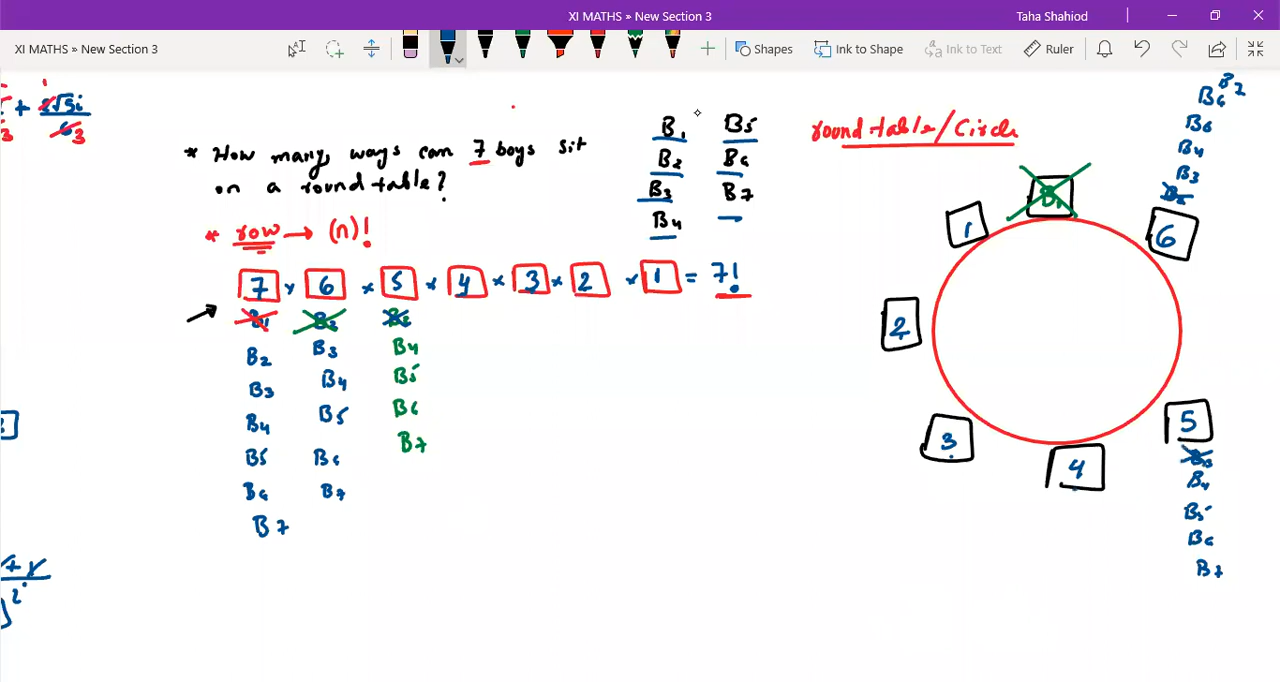 XI MATHS » New Section 3
Taha Shahiod
XI MATHS » New Section 3
Shapes
Ink to Shape
Ink to Text
Ruler
* How many ways can 7 boys sit
on a round table?
* row → (n)!
7 × 6 × 5 × 4 × 3 × 2 × 1 = 7!
B1
B2
B3
B4
B5
B6
B7
B2
B3
B4
B5
B6
B7
B4
B5
B6
B7
B1
B2
B3
B4
B5
B6
B7
round table/Circle
B1
1
2
3
4
5
6
B2
B6
B4
B3
B4
B5
B6
B7